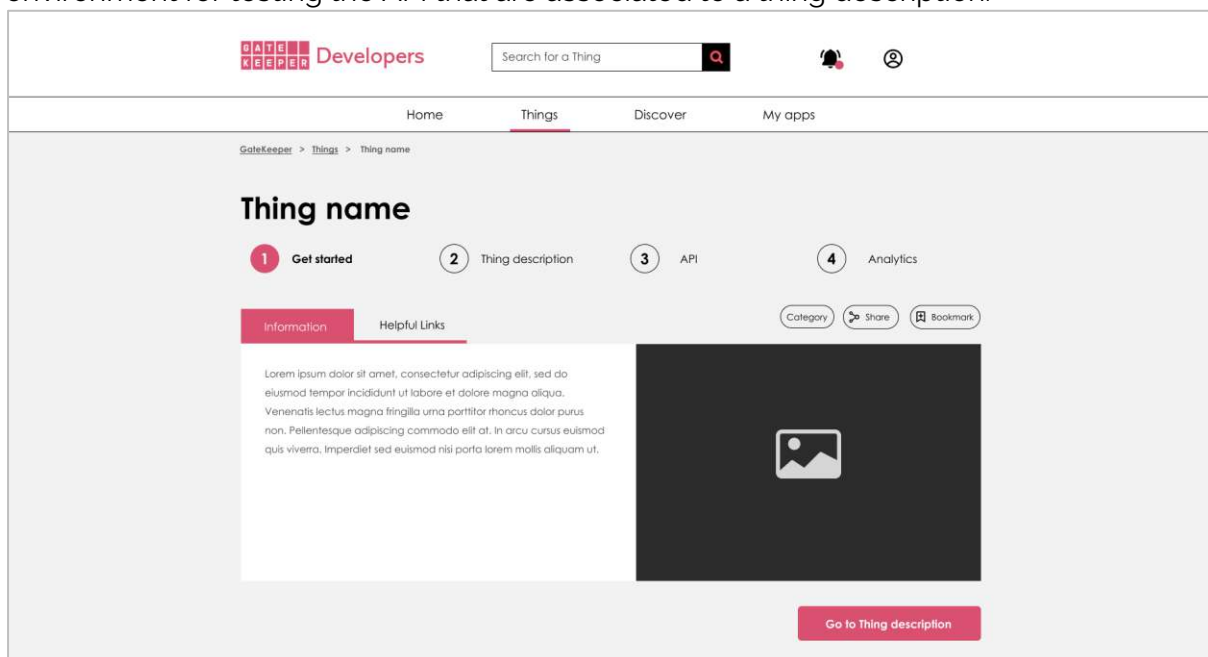 environment for testing the API that are associated to a thing description.
GATE
KEEPER Developers
Search for a Thing
Home Things Discover My apps
GateKeeper > Things > Thing name
Thing name
1 Get started 2 Thing description 3 API 4 Analytics
Information Helpful Links Category Share Bookmark
Lorem ipsum dolor sit amet, consectetur adipiscing elit, sed do
eiusmod tempor incididunt ut labore et dolore magna aliqua.
Venenatis lectus magna fringilla urna porttitor rhoncus dolor purus
non. Pellentesque adipiscing commodo elit at. In arcu cursus euismod
quis viverra. Imperdiet sed euismod nisi porta lorem mollis aliquam ut.
Go to Thing description